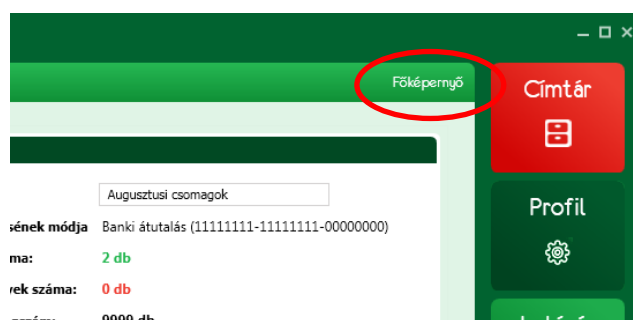 Főképernyő
Címtár
Augusztusi csomagok
sének módja Banki átutalás (11111111-11111111-00000000)
Profil
ma: 2 db
yek száma: 0 db
9999 db